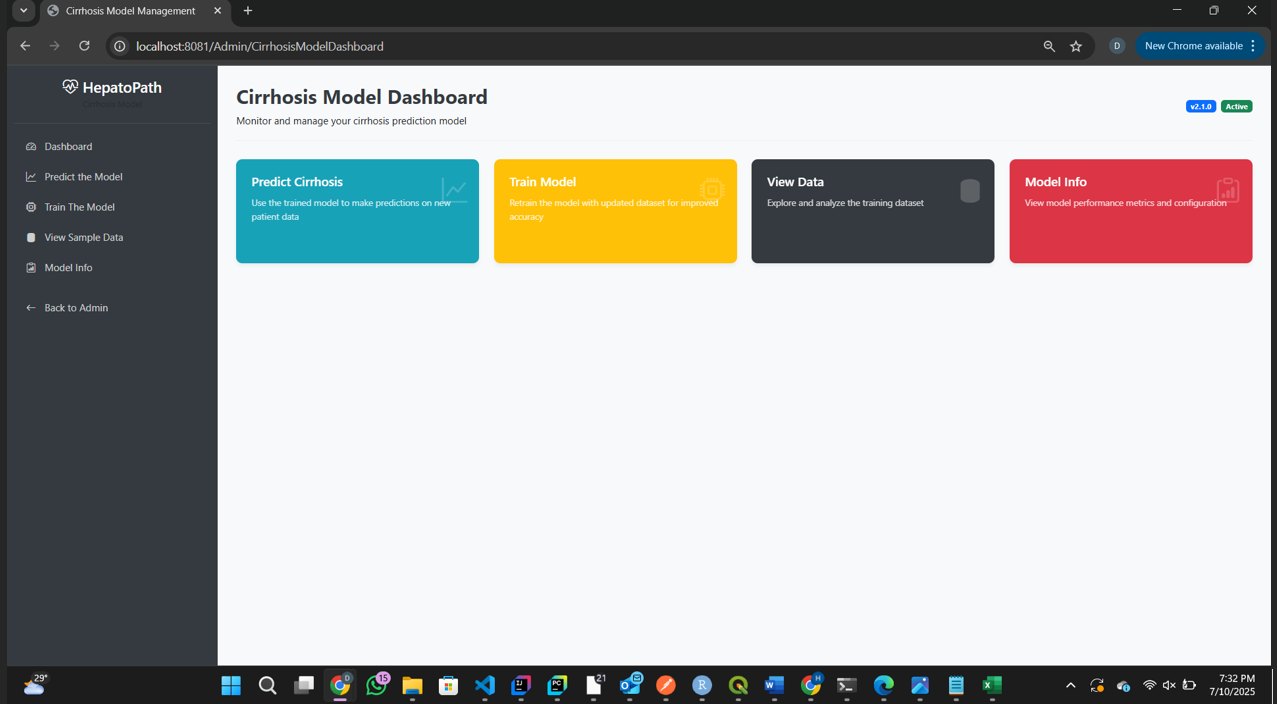 Cirrhosis Model Management
localhost:8081/Admin/CirrhosisModelDashboard
D
New Chrome available
HepatoPath
Cirrhosis Model
Dashboard
Predict the Model
Train The Model
View Sample Data
Model Info
Back to Admin
Cirrhosis Model Dashboard
Monitor and manage your cirrhosis prediction model
v2.1.0
Active
Predict Cirrhosis
Use the trained model to make predictions on new
patient data
Train Model
Retrain the model with updated dataset for improved
accuracy
View Data
Explore and analyze the training dataset
Model Info
View model performance metrics and configuration
29°
D
15
IJ
PC
21
R
W
H
7:32 PM
7/10/2025